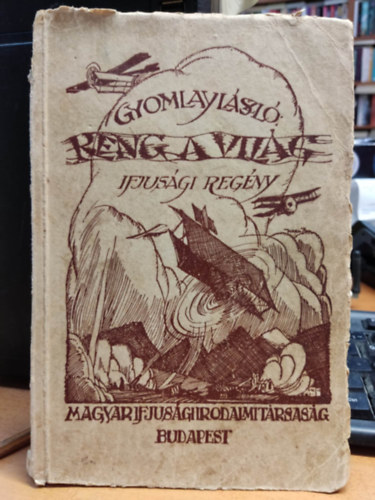 GYOMLAY LÁSZLÓ:
RENG A VILÁG
IFJUSÁGI REGÉNY
MAGYAR IFJUSÁGI IRODALMI TÁRSASÁG
BUDAPEST